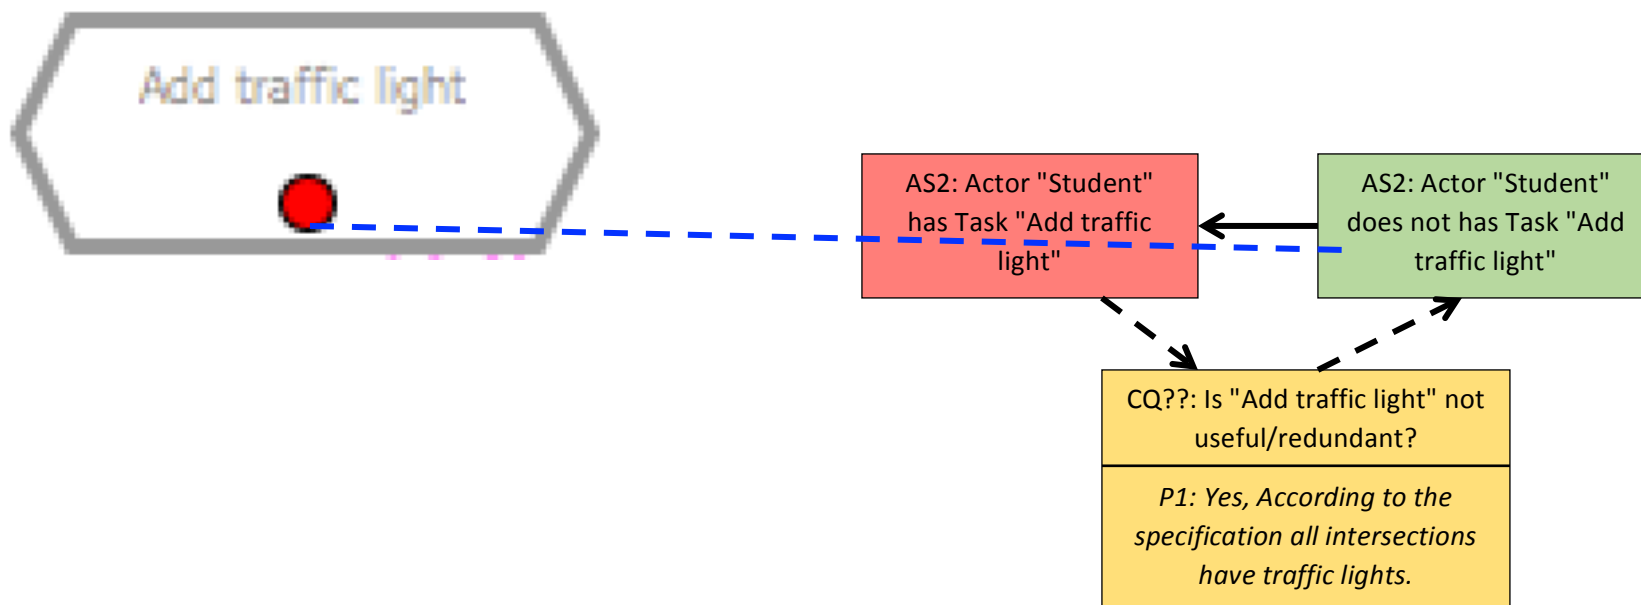 Add traffic light
AS2: Actor "Student"
has Task "Add traffic
light"
AS2: Actor "Student"
does not has Task "Add
traffic light"
CQ??: Is "Add traffic light" not
useful/redundant?
P1: Yes, According to the
specification all intersections
have traffic lights.